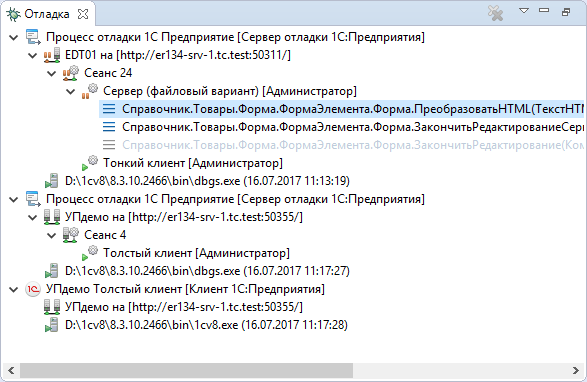 Отладка
Процесс отладки 1С Предприятие [Сервер отладки 1С:Предприятия]
EDT01 на [http://er134-srv-1.tc.test:50311/]
Сеанс 24
Сервер (файловый вариант) [Администратор]
Справочник.Товары.Форма.ФормаЭлемента.Форма.ПреобразоватьHTML(ТекстHTM
Справочник.Товары.Форма.ФормаЭлемента.Форма.ЗакончитьРедактированиеСерв
Справочник.Товары.Форма.ФормаЭлемента.Форма.ЗакончитьРедактирование(Ком
Тонкий клиент [Администратор]
D:\1cv8\8.3.10.2466\bin\dbgs.exe (16.07.2017 11:13:19)
Процесс отладки 1С Предприятие [Сервер отладки 1С:Предприятия]
УПдемо на [http://er134-srv-1.tc.test:50355/]
Сеанс 4
Толстый клиент [Администратор]
D:\1cv8\8.3.10.2466\bin\dbgs.exe (16.07.2017 11:17:27)
УПдемо Толстый клиент [Клиент 1С:Предприятия]
УПдемо на [http://er134-srv-1.tc.test:50355/]
D:\1cv8\8.3.10.2466\bin\1cv8.exe (16.07.2017 11:17:28)